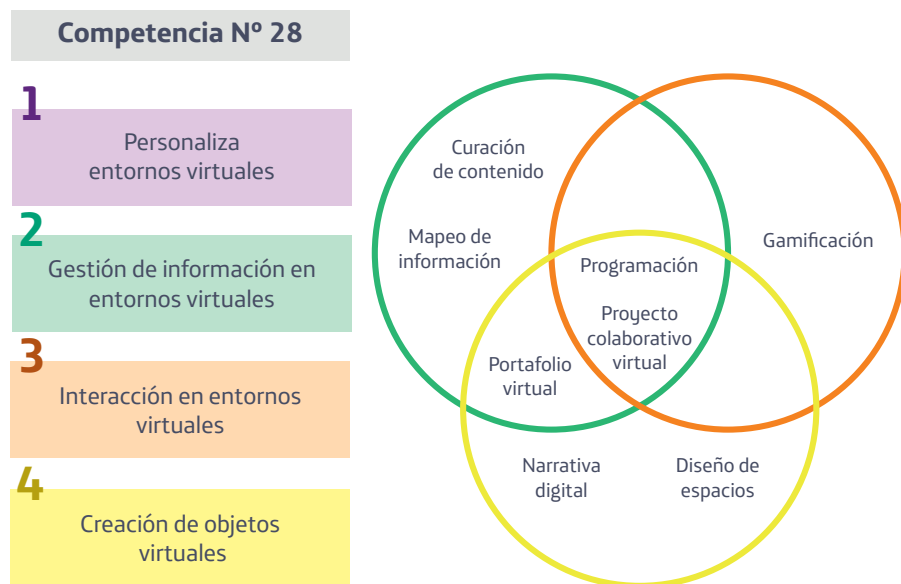 Competencia Nº 28
1
Personaliza
entornos virtuales
2
Gestión de información en
entornos virtuales
3
Interacción en entornos
virtuales
4
Creación de objetos
virtuales
Curación
de contenido
Mapeo de
información
Gamificación
Programación
Proyecto
colaborativo
virtual
Portafolio
virtual
Narrativa
digital
Diseño de
espacios